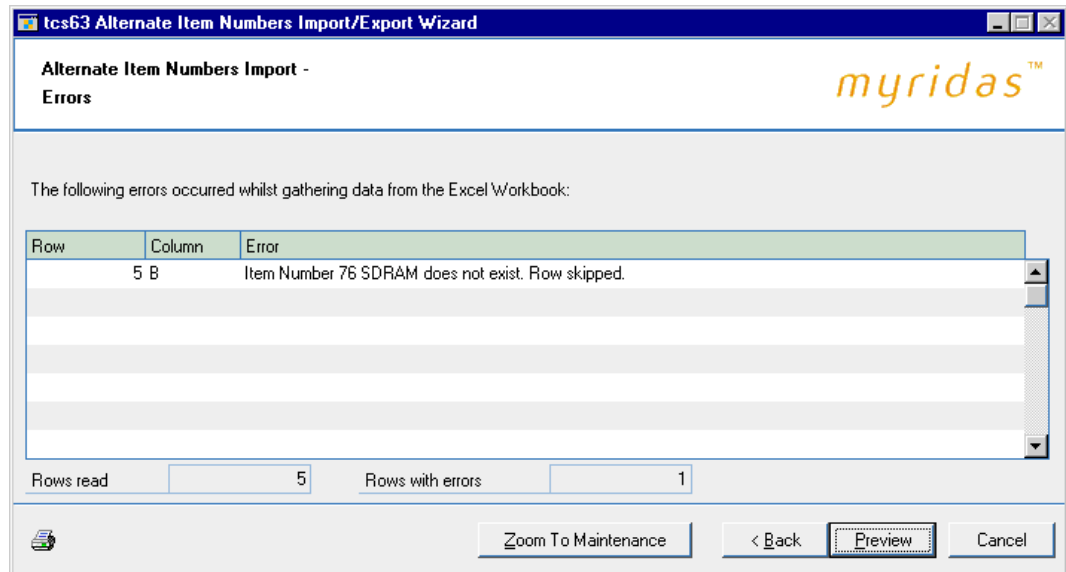 tcs63 Alternate Item Numbers Import/Export Wizard
Alternate Item Numbers Import -
Errors
myridas™
The following errors occurred whilst gathering data from the Excel Workbook:
Row Column Error
5 B Item Number 76 SDRAM does not exist. Row skipped.
Rows read 5 Rows with errors 1
Zoom To Maintenance < Back Preview Cancel